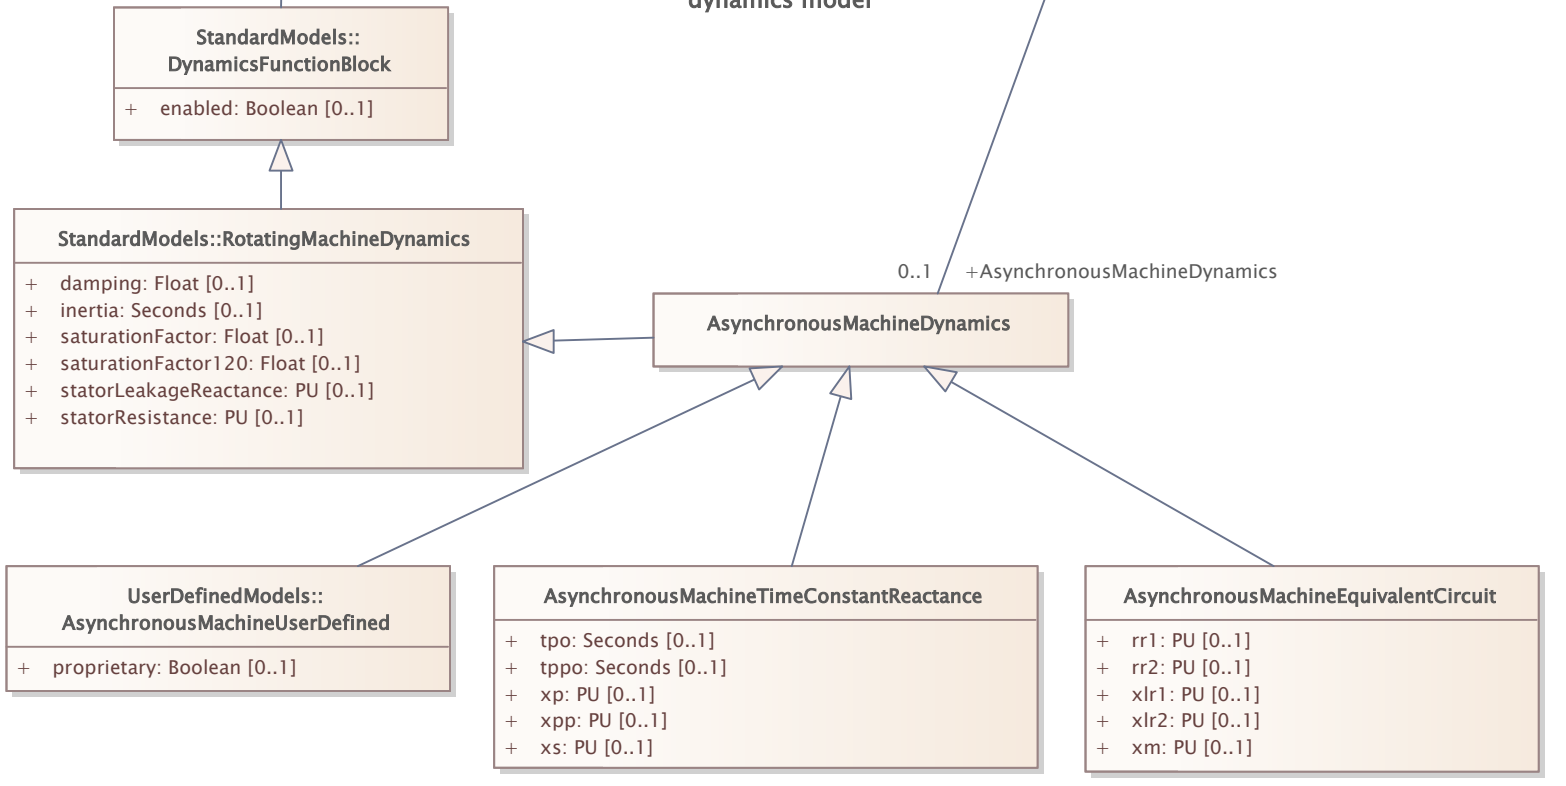 dynamics model
StandardModels::
DynamicsFunctionBlock
+ enabled: Boolean [0..1]
StandardModels::RotatingMachineDynamics
+ damping: Float [0..1]
+ inertia: Seconds [0..1]
+ saturationFactor: Float [0..1]
+ saturationFactor120: Float [0..1]
+ statorLeakageReactance: PU [0..1]
+ statorResistance: PU [0..1]
0..1 +AsynchronousMachineDynamics
AsynchronousMachineDynamics
UserDefinedModels::
AsynchronousMachineUserDefined
+ proprietary: Boolean [0..1]
AsynchronousMachineTimeConstantReactance
+ tpo: Seconds [0..1]
+ tppo: Seconds [0..1]
+ xp: PU [0..1]
+ xpp: PU [0..1]
+ xs: PU [0..1]
AsynchronousMachineEquivalentCircuit
+ rr1: PU [0..1]
+ rr2: PU [0..1]
+ xlr1: PU [0..1]
+ xlr2: PU [0..1]
+ xm: PU [0..1]